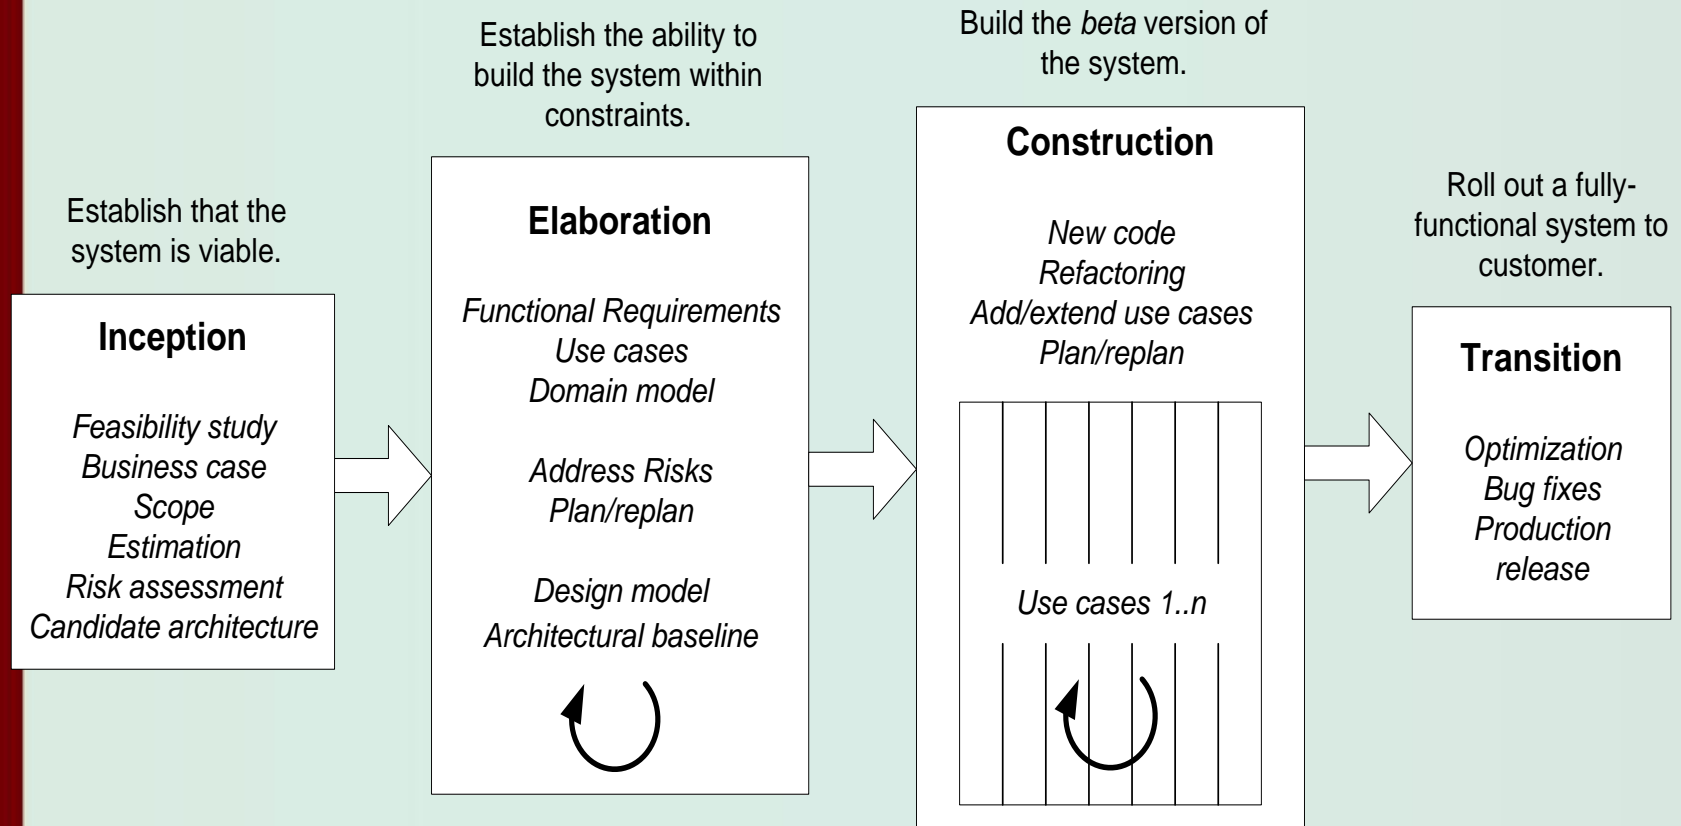 Establish that the
system is viable.
Inception
Feasibility study
Business case
Scope
Estimation
Risk assessment
Candidate architecture
Establish the ability to
build the system within
constraints.
Elaboration
Functional Requirements
Use cases
Domain model
Address Risks
Plan/replan
Design model
Architectural baseline
Build the beta version of
the system.
Construction
New code
Refactoring
Add/extend use cases
Plan/replan
Use cases 1..n
Roll out a fully-
functional system to
customer.
Transition
Optimization
Bug fixes
Production
release